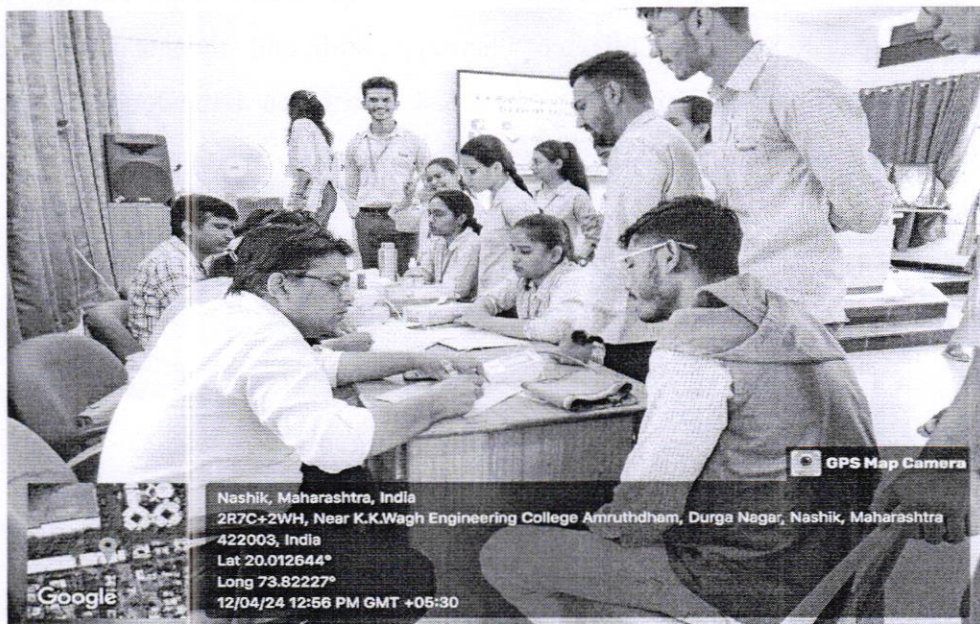 GPS Map Camera
Nashik, Maharashtra, India
2R7C+2WH, Near K.K.Wagh Engineering College Amruthdham, Durga Nagar, Nashik, Maharashtra
422003, India
Lat 20.012644°
Long 73.82227°
12/04/24 12:56 PM GMT +05:30
Google